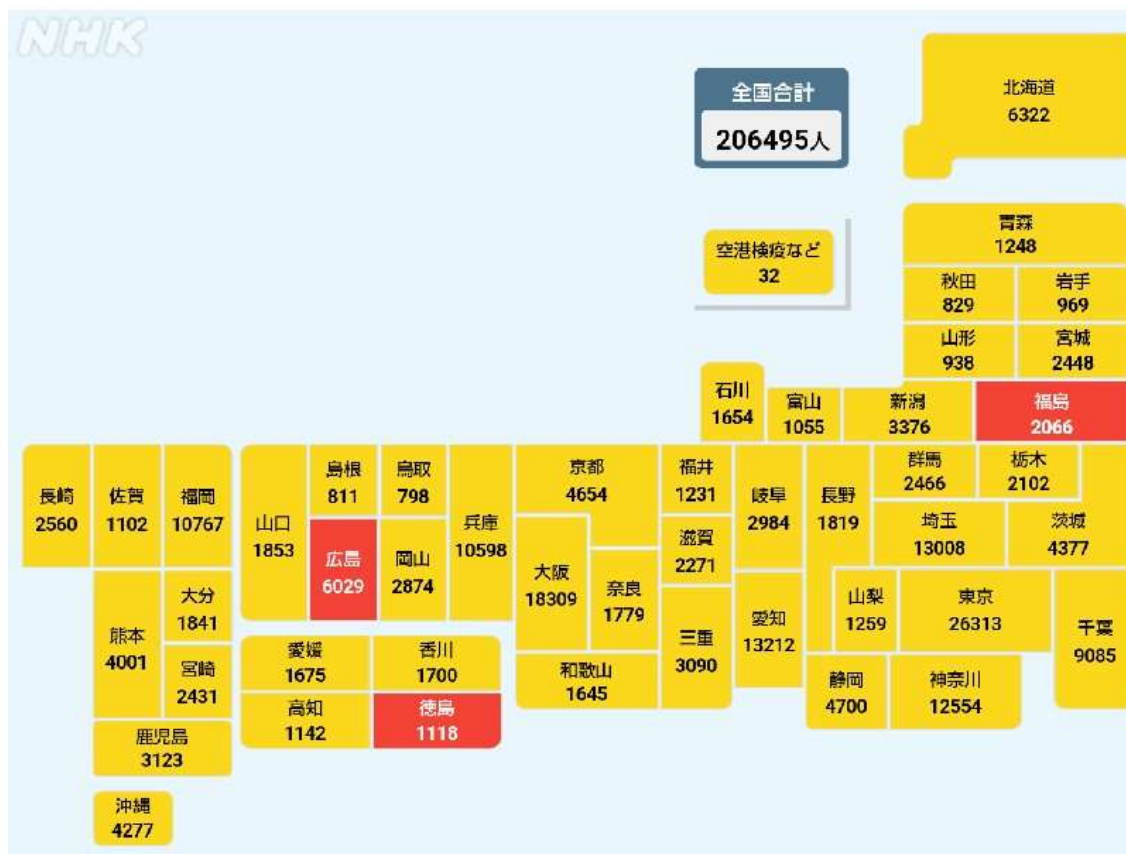 NHK
全国合計
206495人
北海道
6322
空港検疫など
32
青森
1248
秋田
829
岩手
969
山形
938
宮城
2448
石川
1654
富山
1055
新潟
3376
福島
2066
長崎
2560
佐賀
1102
福岡
10767
山口
1853
島根
811
鳥取
798
兵庫
10598
京都
4654
福井
1231
岐阜
2984
長野
1819
群馬
2466
栃木
2102
広島
6029
岡山
2874
大阪
18309
奈良
1779
滋賀
2271
埼玉
13008
茨城
4377
熊本
4001
大分
1841
宮崎
2431
愛媛
1675
香川
1700
和歌山
1645
三重
3090
愛知
13212
山梨
1259
東京
26313
千葉
9085
静岡
4700
神奈川
12554
高知
1142
徳島
1118
鹿児島
3123
沖縄
4277